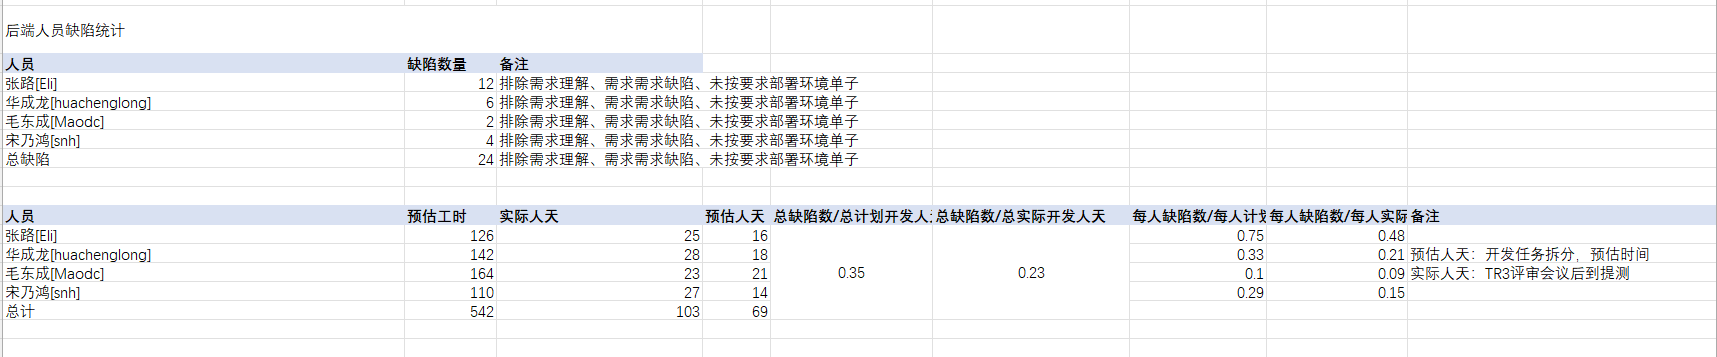 后端人员缺陷统计
人员 缺陷数量 备注
张路[Eli] 12 排除需求理解、需求需求缺陷、未按要求部署环境单子
华成龙[huachenglong] 6 排除需求理解、需求需求缺陷、未按要求部署环境单子
毛东成[Maodc] 2 排除需求理解、需求需求缺陷、未按要求部署环境单子
宋乃鸿[snh] 4 排除需求理解、需求需求缺陷、未按要求部署环境单子
总缺陷 24 排除需求理解、需求需求缺陷、未按要求部署环境单子
人员 预估工时 实际人天 预估人天 总缺陷数/总计划开发人 总缺陷数/总实际开发人天 每人缺陷数/每人计 每人缺陷数/每人实际 备注
张路[Eli] 126 25 16 0.75 0.48
华成龙[huachenglong] 142 28 18 0.33 0.21 预估人天：开发任务拆分，预估时间
毛东成[Maodc] 164 23 21 0.35 0.23 0.1 0.09 实际人天：TR3评审会议后到提测
宋乃鸿[snh] 110 27 14 0.29 0.15
总计 542 103 69